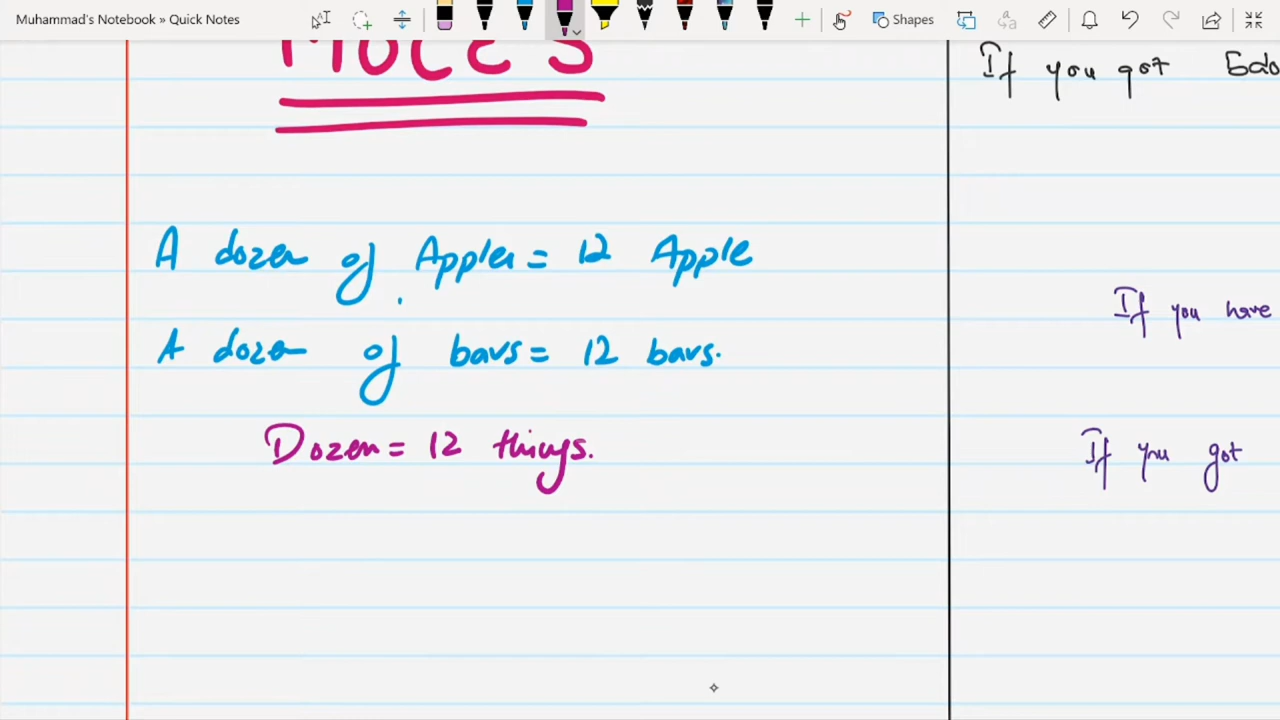 Muhammad's Notebook » Quick Notes
Shapes
MOLES
A dozen of Apples = 12 Apple
A dozen of bars = 12 bars.
Dozen = 12 things.
If you got
If you have
If you got